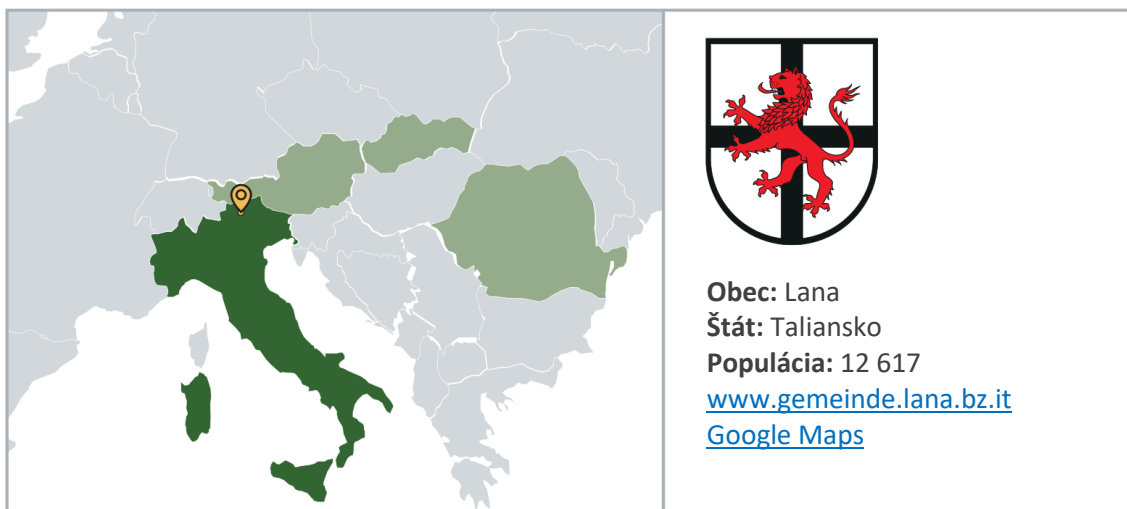 Obec: Lana
Štát: Taliansko
Populácia: 12 617
www.gemeinde.lana.bz.it
Google Maps